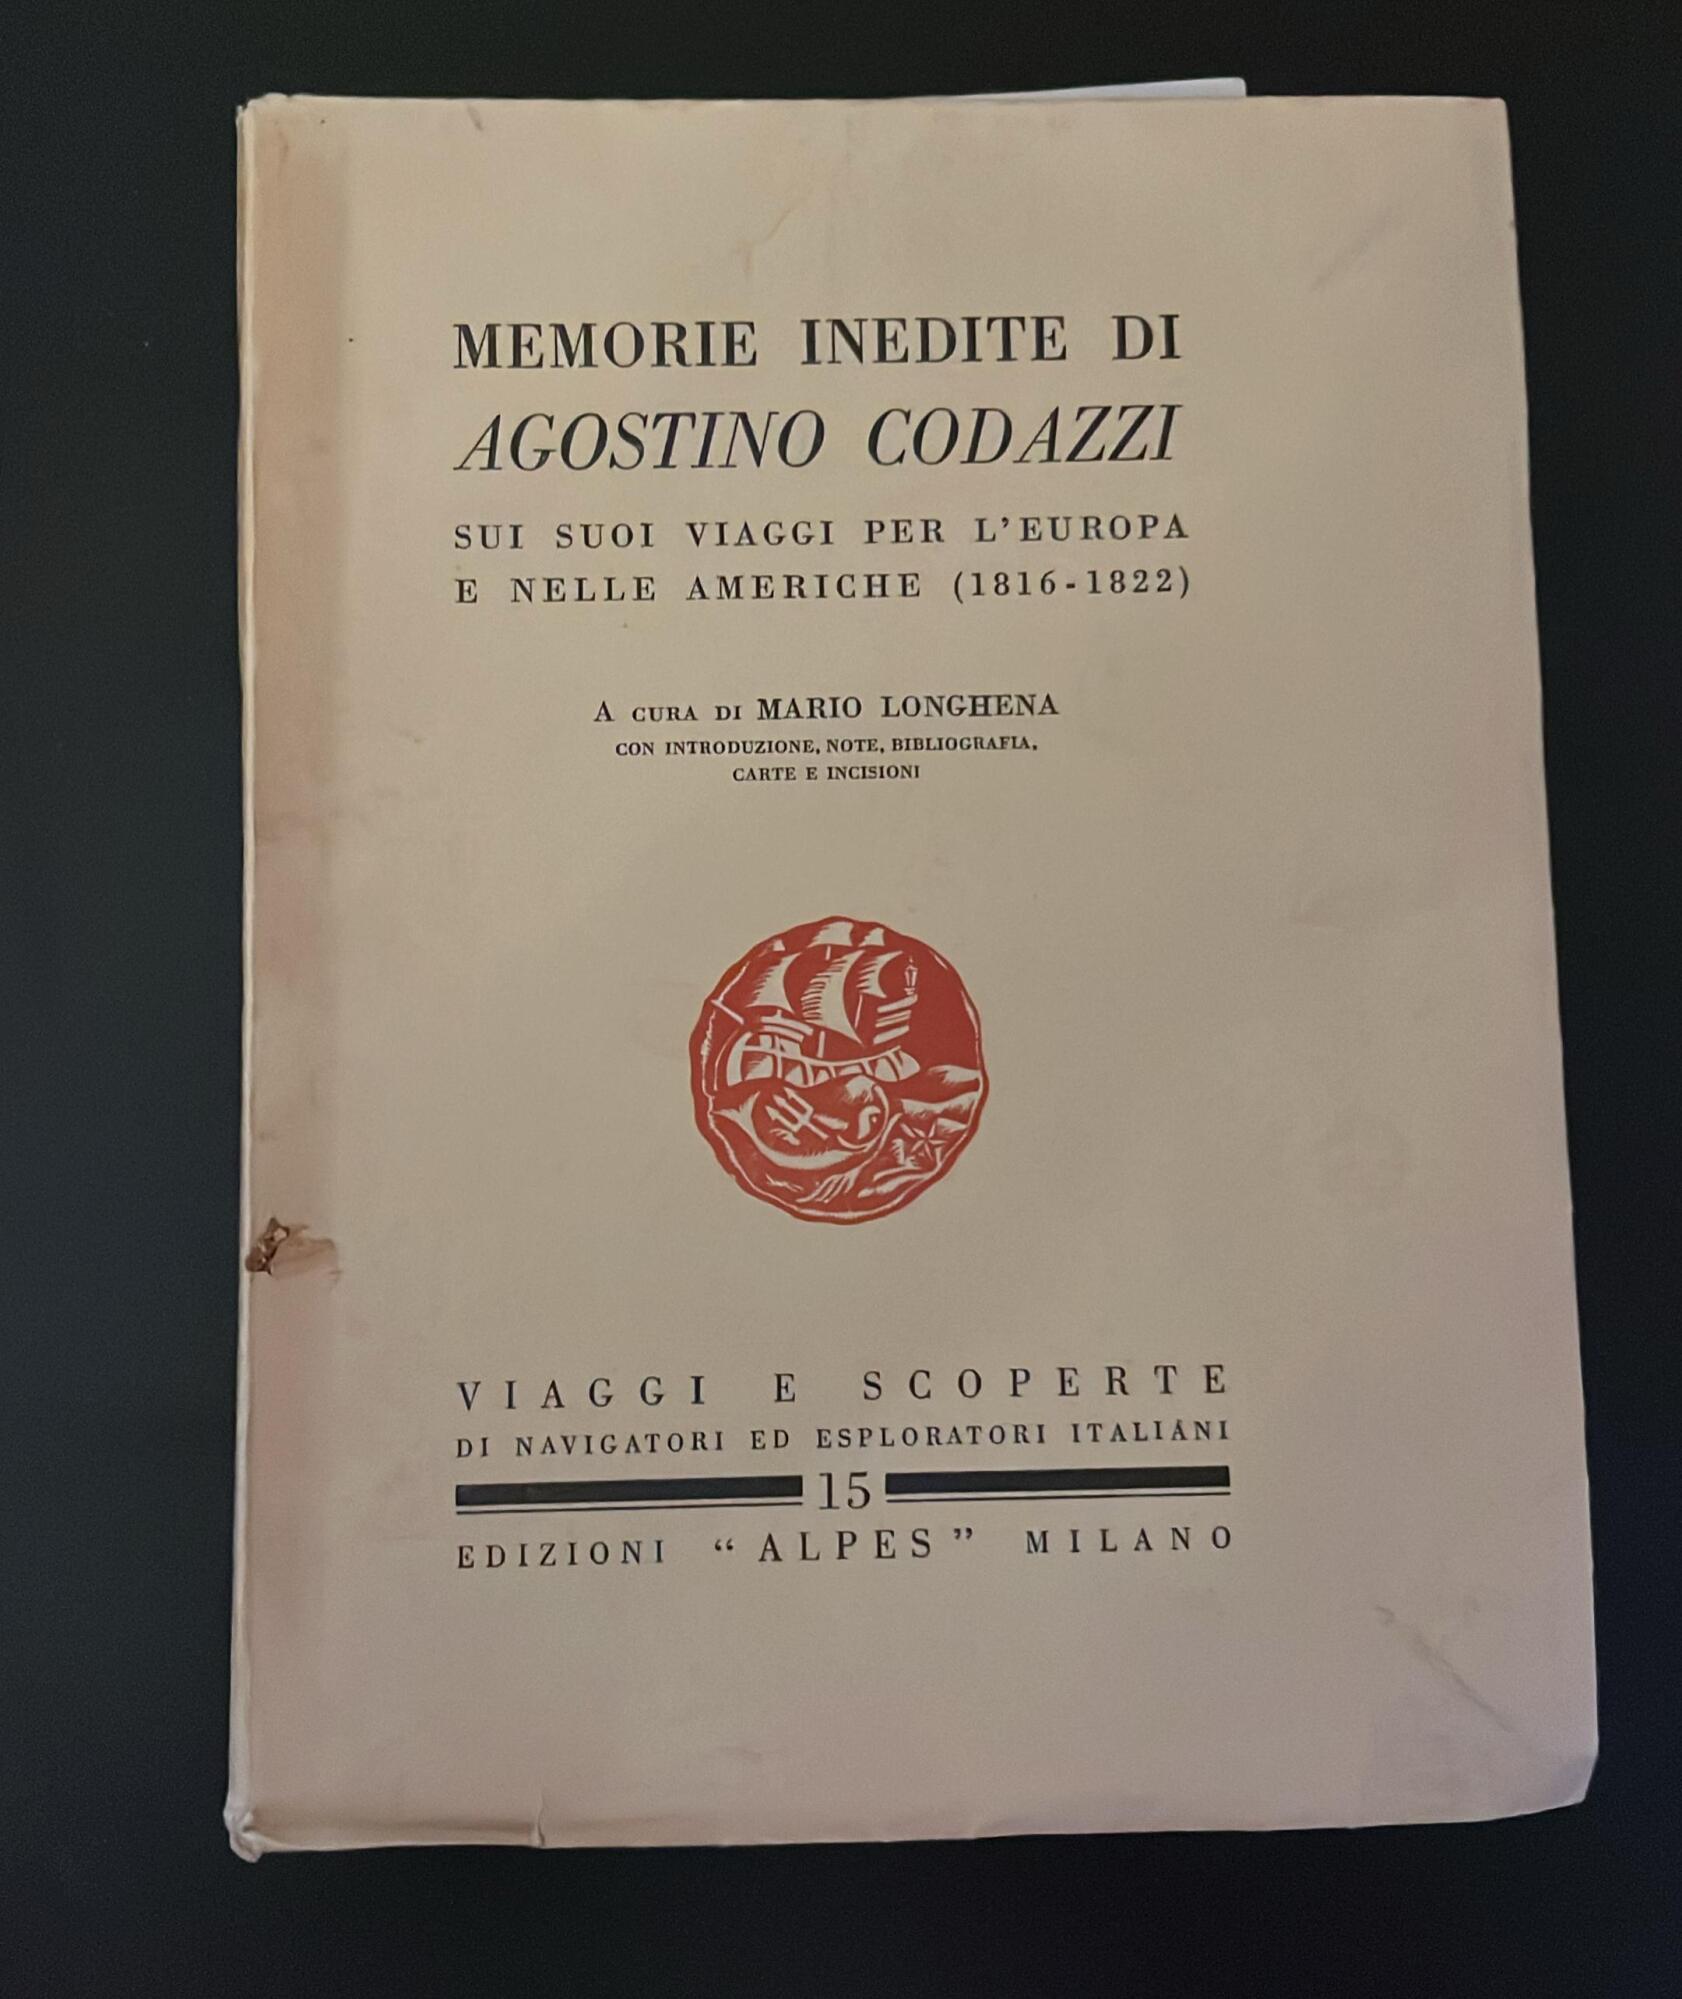 MEMORIE INEDITE DI
AGOSTINO CODAZZI
SUI SUOI VIAGGI PER L'EUROPA
E NELLE AMERICHE (1816-1822)
A CURA DI MARIO LONGHENA
CON INTRODUZIONE, NOTE, BIBLIOGRAFIA,
CARTE E INCISIONI
VIAGGI E SCOPERTE
DI NAVIGATORI ED ESPLORATORI ITALIANI
15
EDIZIONI “ALPES” MILANO